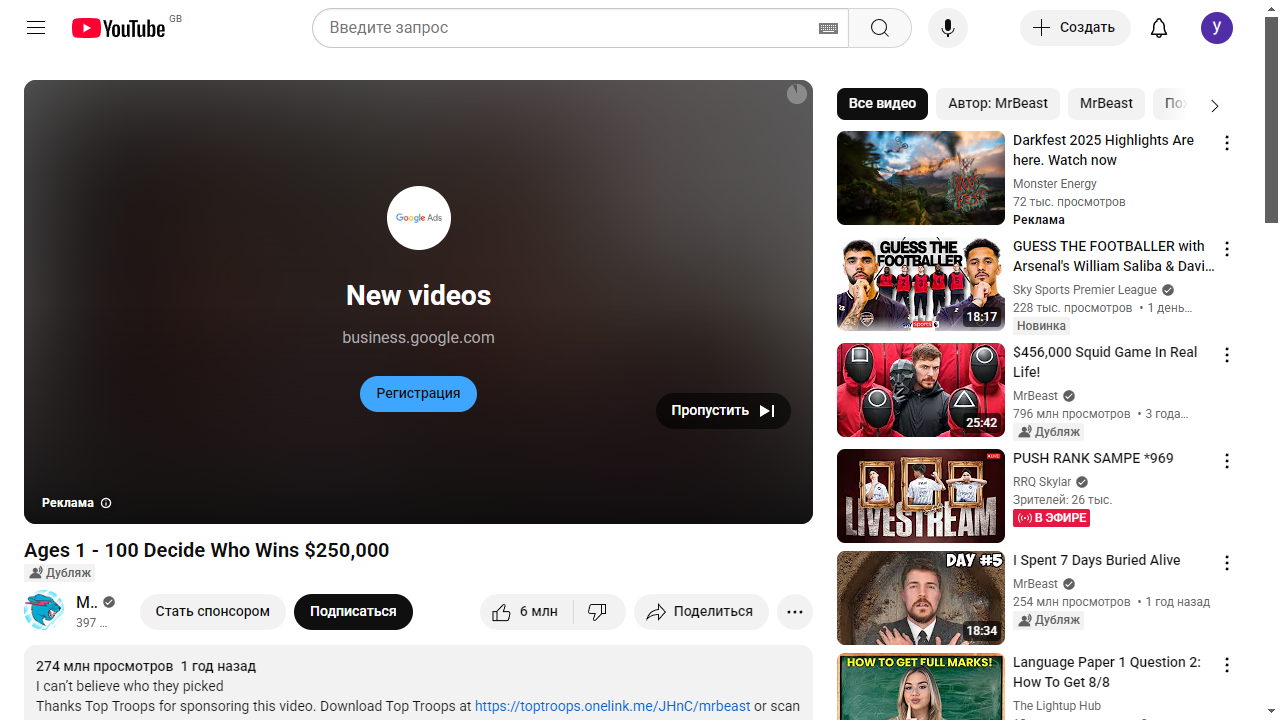 YouTube GB
Введите запрос
Создать
y
Google Ads
New videos
business.google.com
Регистрация
Пропустить
Реклама
Ages 1 - 100 Decide Who Wins $250,000
Дубляж
M..
397 ...
Стать спонсором
Подписаться
6 млн
Поделиться
274 млн просмотров 1 год назад
I can't believe who they picked
Thanks Top Troops for sponsoring this video. Download Top Troops at https://toptroops.onelink.me/JHnC/mrbeast or scan
Все видео
Автор: MrBeast
MrBeast
Darkfest 2025 Highlights Are
here. Watch now
Monster Energy
72 тыс. просмотров
Реклама
GUESS THE
FOOTBALLER
sky sports
18:17
GUESS THE FOOTBALLER with
Arsenal's William Saliba & Davi...
Sky Sports Premier League
228 тыс. просмотров • 1 день...
Новинка
25:42
$456,000 Squid Game In Real
Life!
MrBeast
796 млн просмотров • 3 года...
Дубляж
LIVE
LIVESTREAM
PUSH RANK SAMPE *969
RRQ Skylar
Зрителей: 26 тыс.
В ЭФИРЕ
DAY #5
18:34
I Spent 7 Days Buried Alive
MrBeast
254 млн просмотров • 1 год назад
Дубляж
HOW TO GET FULL MARKS!
Language Paper 1 Question 2:
How To Get 8/8
The Lightup Hub